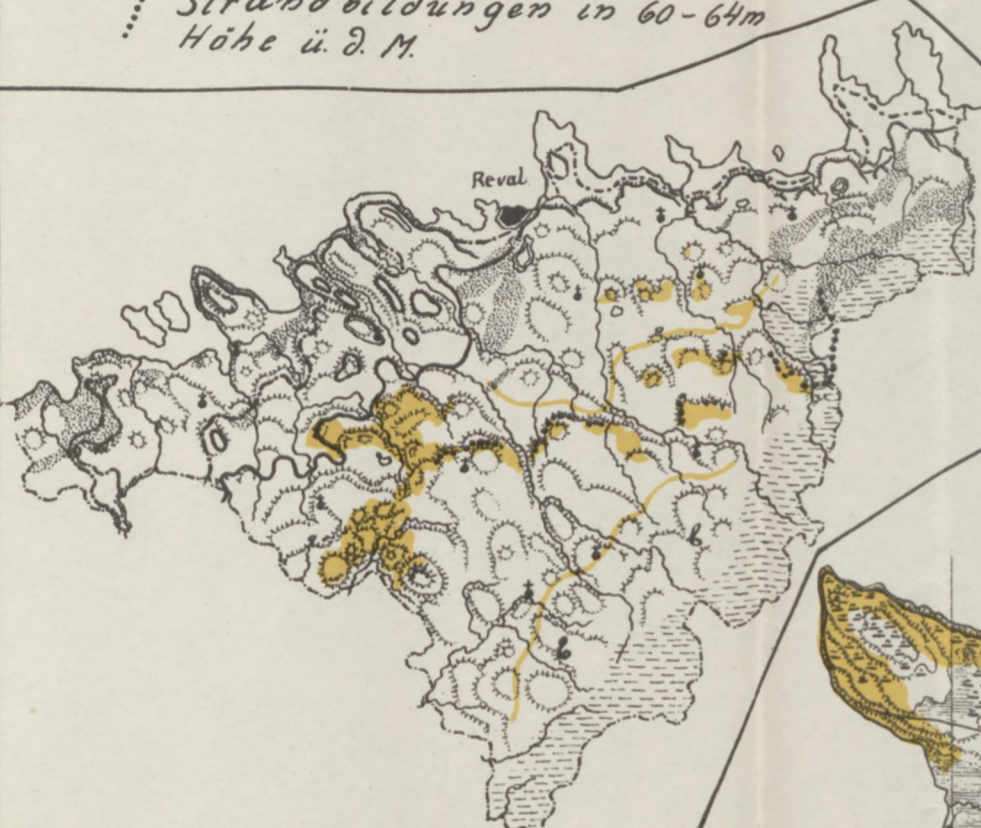 Strandbildungen in 60-64m
Höhe ü. d. M.
Reval